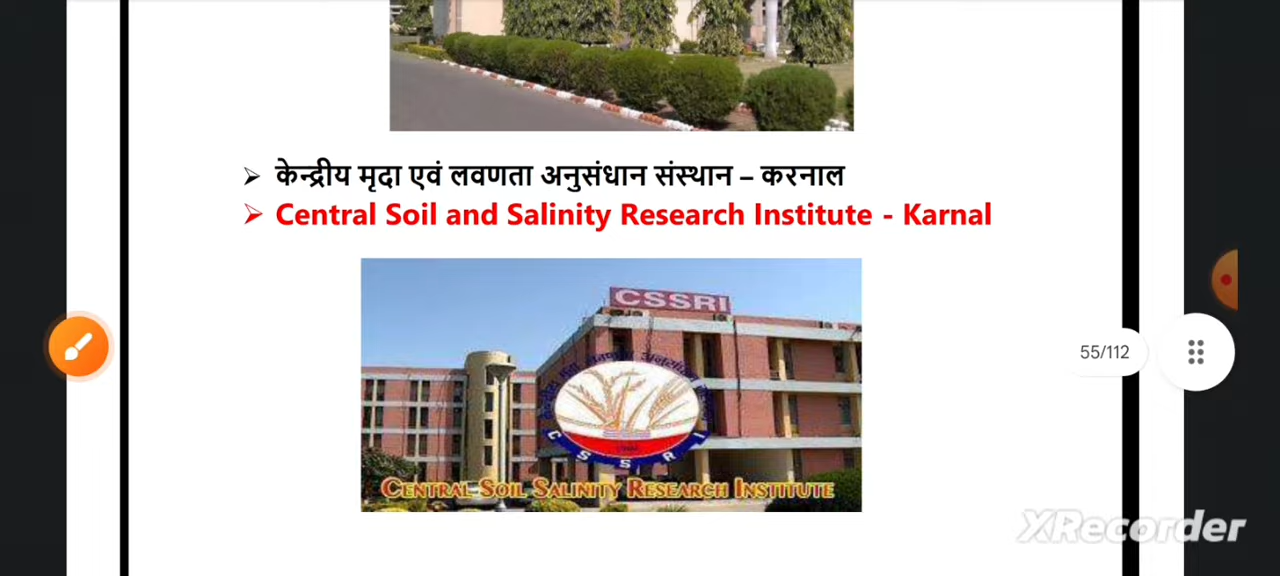 केन्द्रीय मृदा एवं लवणता अनुसंधान संस्थान – करनाल
Central Soil and Salinity Research Institute - Karnal
CSSRI
C S S R I
CENTRAL SOIL SALINITY RESEARCH INSTITUTE
55/112
XRecorder